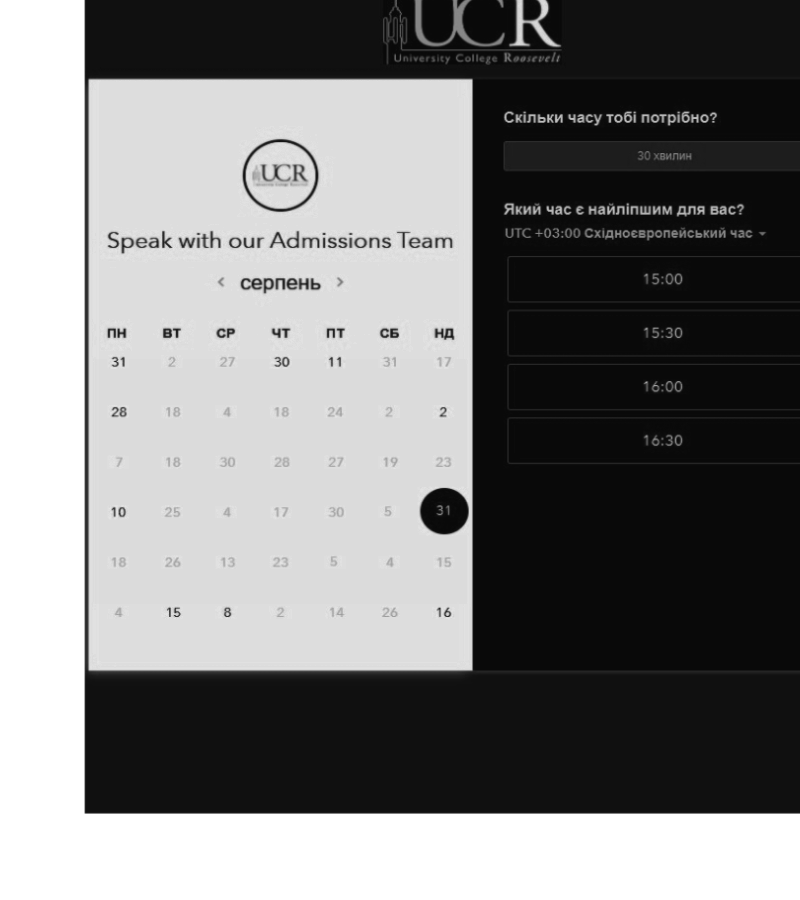 UCR
University College Roosevelt
UCR
Speak with our Admissions Team
< серпень >
ПН ВТ СР ЧТ ПТ СБ НД
31 2 27 30 11 31 17
28 18 4 18 24 2 2
7 18 30 28 27 19 23
10 25 4 17 30 5 31
18 26 13 23 5 4 15
4 15 8 2 14 26 16
Скільки часу тобі потрібно?
30 хвилин
Який час є найліпшим для вас?
UTC +03:00 Східноєвропейський час
15:00
15:30
16:00
16:30